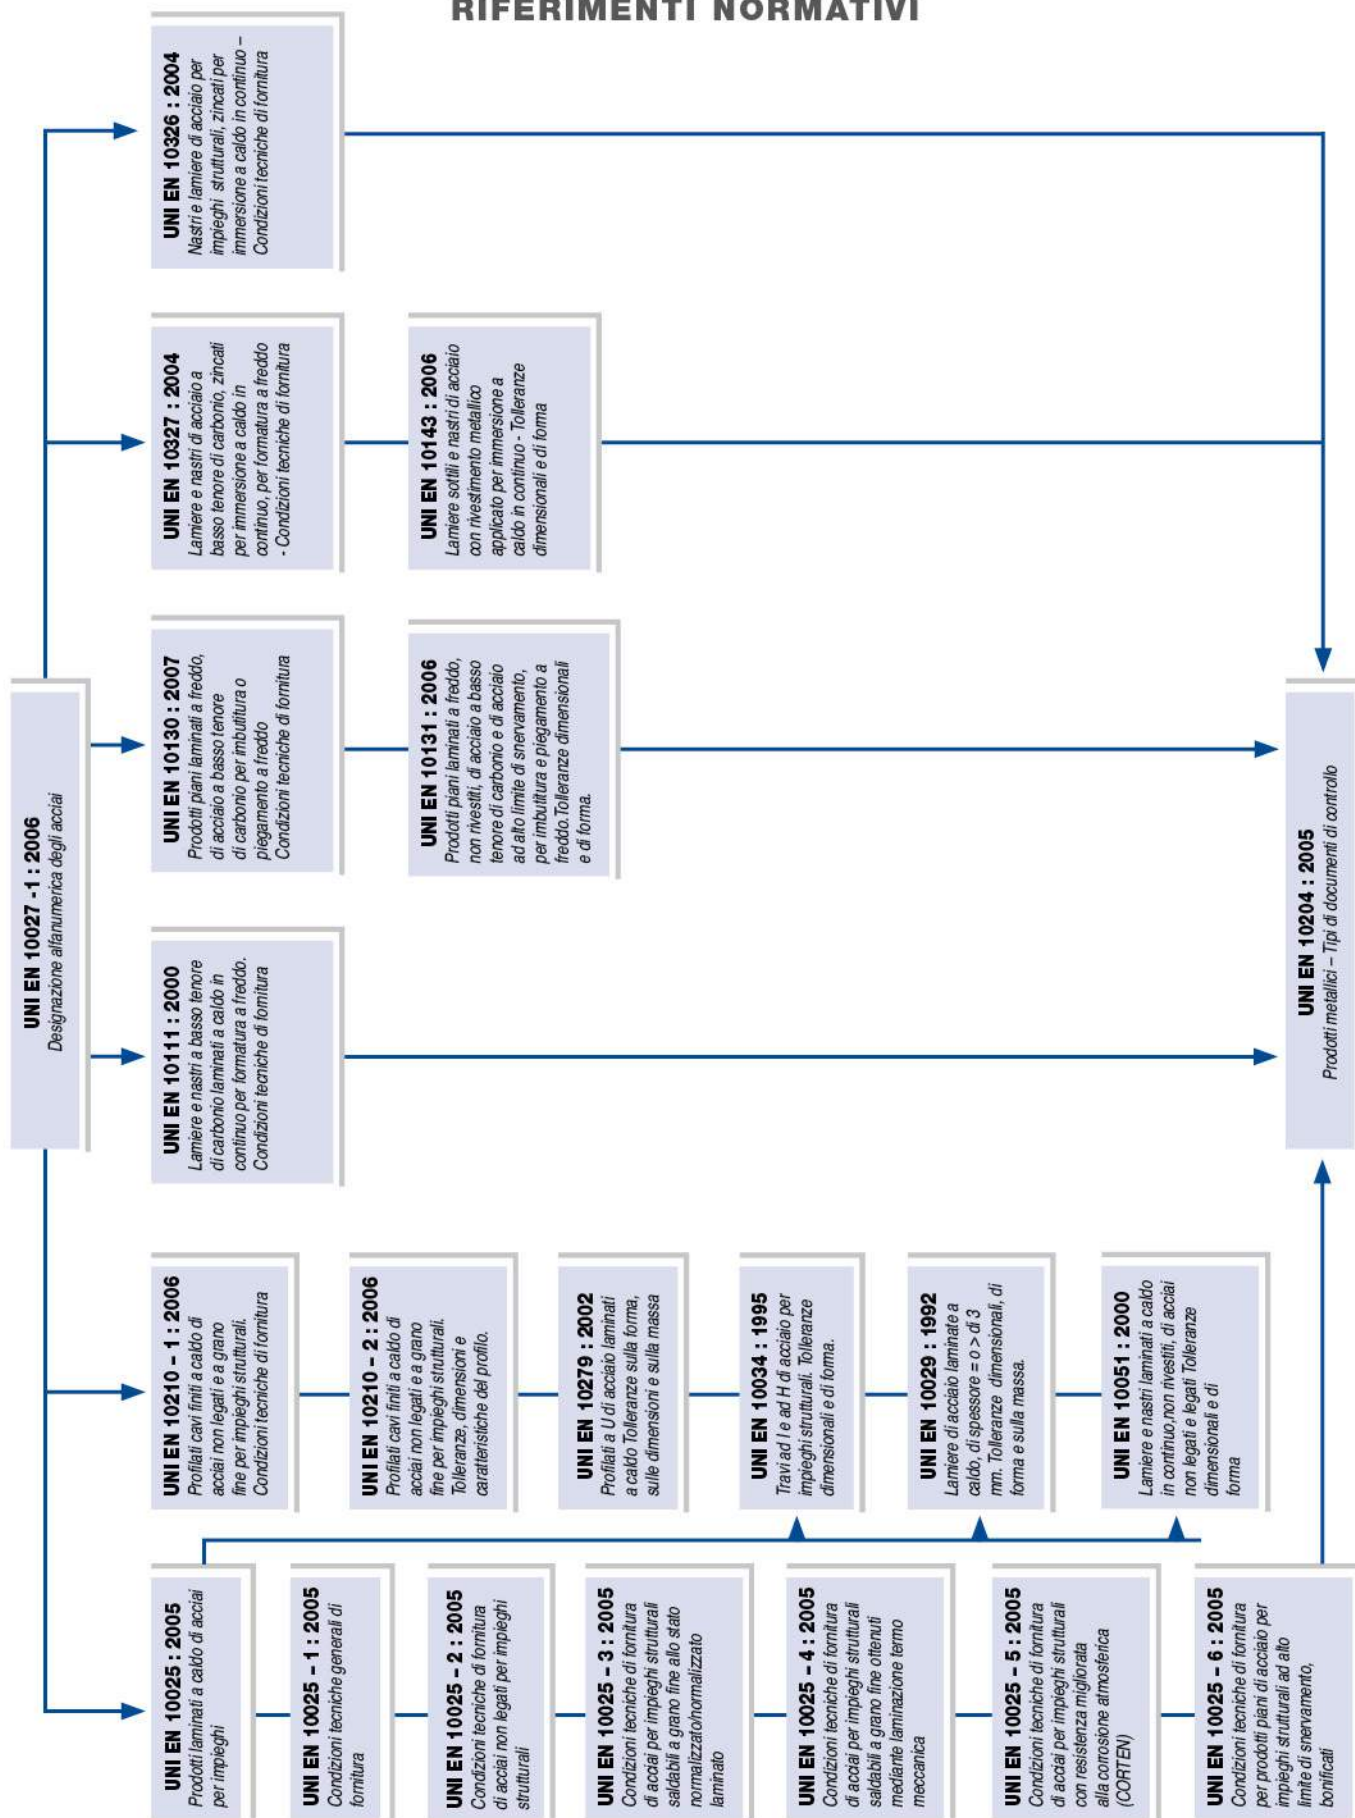 RIFERIMENTI NORMATIVI
UNI EN 10027 -1 : 2006
Designazione alfanumerica degli acciai
UNI EN 10025 : 2005
Prodotti laminati a caldo di acciai
per impieghi
UNI EN 10025 – 1 : 2005
Condizioni tecniche generali di
fornitura
UNI EN 10025 – 2 : 2005
Condizioni tecniche di fornitura
di acciai non legati per impieghi
strutturali
UNI EN 10025 – 3 : 2005
Condizioni tecniche di fornitura
di acciai per impieghi strutturali
saldabili a grano fine allo stato
normalizzato/normalizzato
laminato
UNI EN 10025 – 4 : 2005
Condizioni tecniche di fornitura
di acciai per impieghi strutturali
saldabili a grano fine ottenuti
mediante laminazione termo
meccanica
UNI EN 10025 – 5 : 2005
Condizioni tecniche di fornitura
di acciai per impieghi strutturali
con resistenza migliorata
alla corrosione atmosferica
(CORTEN)
UNI EN 10025 – 6 : 2005
Condizioni tecniche di fornitura
per prodotti piani di acciaio per
impieghi strutturali ad alto
limite di snervamento,
bonificati
UNI EN 10210 – 1 : 2006
Profilati cavi finiti a caldo di
acciai non legati e a grano
fine per impieghi strutturali.
Condizioni tecniche di fornitura
UNI EN 10210 – 2 : 2006
Profilati cavi finiti a caldo di
acciai non legati e a grano
fine per impieghi strutturali.
Tolleranze, dimensioni e
caratteristiche del profilo.
UNI EN 10279 : 2002
Profilati a U di acciaio laminati
a caldo Tolleranze sulla forma,
sulle dimensioni e sulla massa
UNI EN 10034 : 1995
Travi ad I e ad H di acciaio per
impieghi strutturali. Tolleranze
dimensionali e di forma.
UNI EN 10029 : 1992
Lamiere di acciaio laminate a
caldo, di spessore = o > di 3
mm. Tolleranze dimensionali, di
forma e sulla massa.
UNI EN 10051 : 2000
Lamiere e nastri laminati a caldo
in continuo,non rivestiti, di acciai
non legati e legati Tolleranze
dimensionali e di
forma
UNI EN 10111 : 2000
Lamiere e nastri a basso tenore
di carbonio laminati a caldo in
continuo per formatura a freddo.
Condizioni tecniche di fornitura
UNI EN 10130 : 2007
Prodotti piani laminati a freddo,
di acciaio a basso tenore
di carbonio per imbutitura o
piegamento a freddo
Condizioni tecniche di fornitura
UNI EN 10131 : 2006
Prodotti piani laminati a freddo,
non rivestiti, di acciaio a basso
tenore di carbonio e di acciaio
ad alto limite di snervamento,
per imbutitura e piegamento a
freddo.Tolleranze dimensionali
e di forma.
UNI EN 10327 : 2004
Lamiere e nastri di acciaio a
basso tenore di carbonio, zincati
per immersione a caldo in
continuo, per formatura a freddo
- Condizioni tecniche di fornitura
UNI EN 10143 : 2006
Lamiere sottili e nastri di acciaio
con rivestimento metallico
applicato per immersione a
caldo in continuo - Tolleranze
dimensionali e di forma
UNI EN 10326 : 2004
Nastri e lamiere di acciaio per
impieghi strutturali, zincati per
immersione a caldo in continuo –
Condizioni tecniche di fornitura
UNI EN 10204 : 2005
Prodotti metallici – Tipi di documenti di controllo